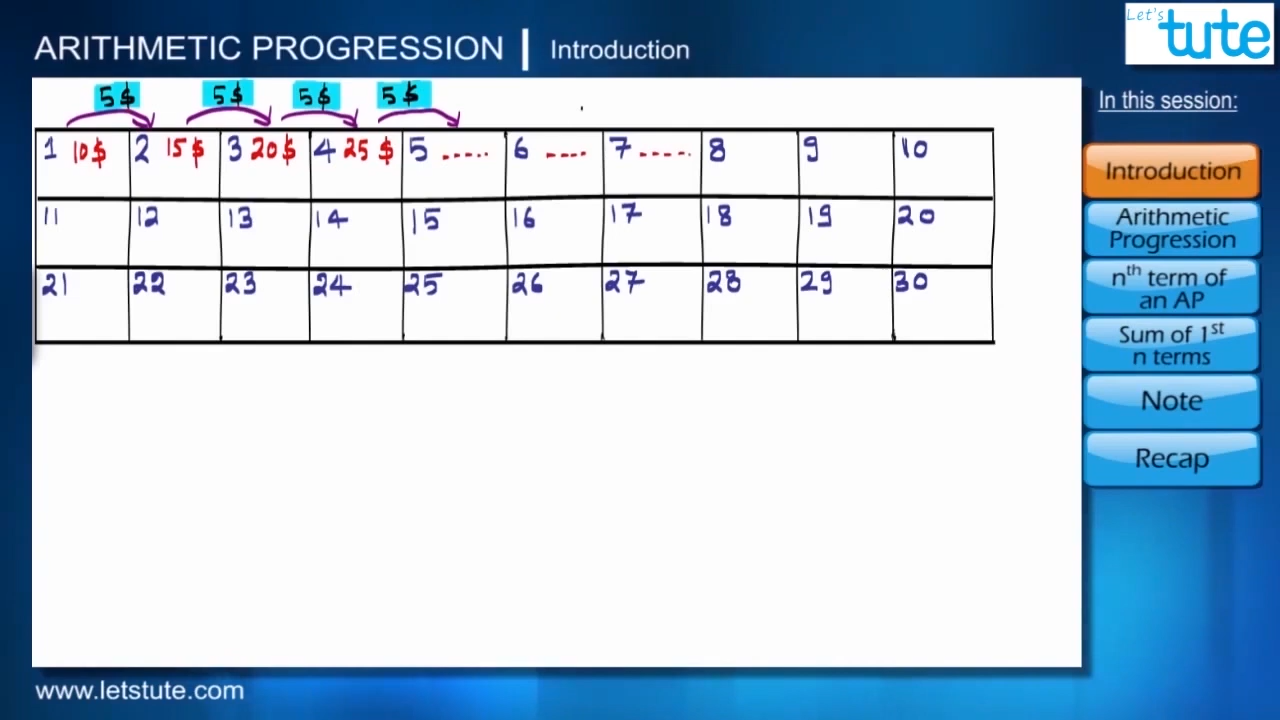 ARITHMETIC PROGRESSION | Introduction
Let's tute
5$ 5$ 5$ 5$
1 10$ 2 15$ 3 20$ 4 25$ 5 ..... 6 .... 7 ..... 8 9 10
11 12 13 14 15 16 17 18 19 20
21 22 23 24 25 26 27 28 29 30
In this session:
Introduction
Arithmetic
Progression
nth term of
an AP
Sum of 1st
n terms
Note
Recap
www.letstute.com